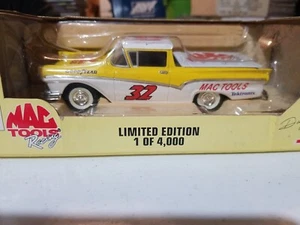 32
MAC TOOLS
MAC
TOOLS
Racing
LIMITED EDITION
1 OF 4,000